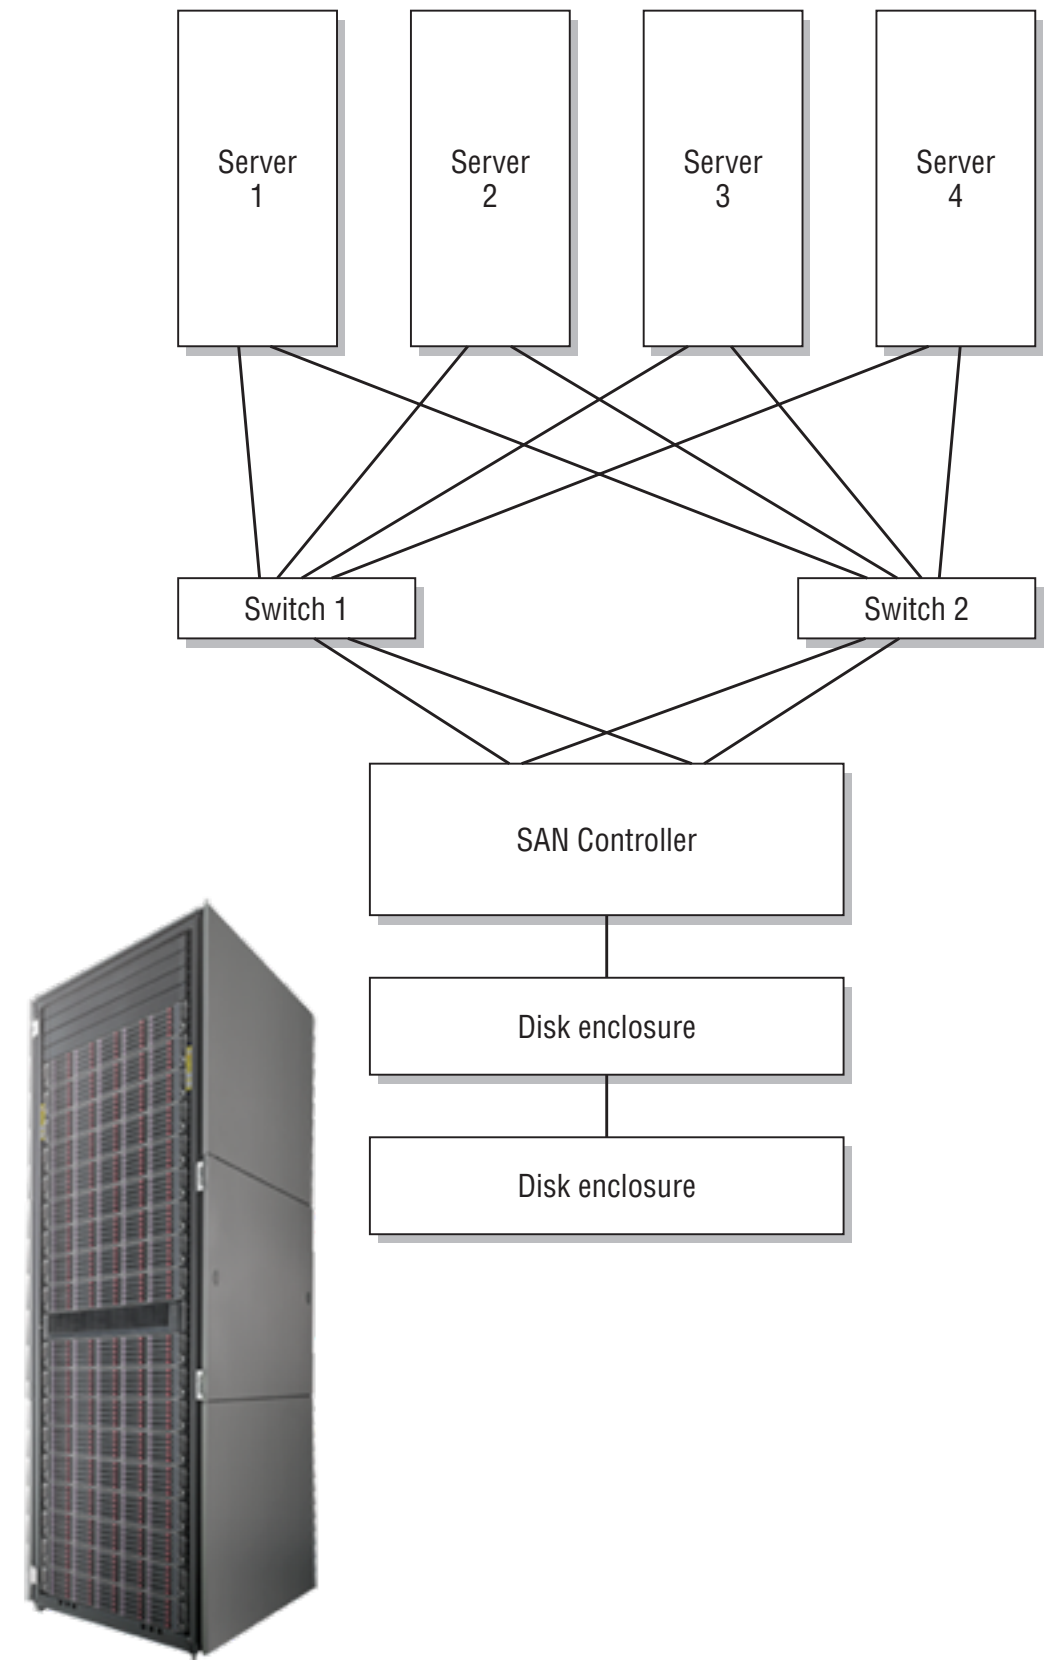 Server
1
Server
2
Server
3
Server
4
Switch 1
Switch 2
SAN Controller
Disk enclosure
Disk enclosure